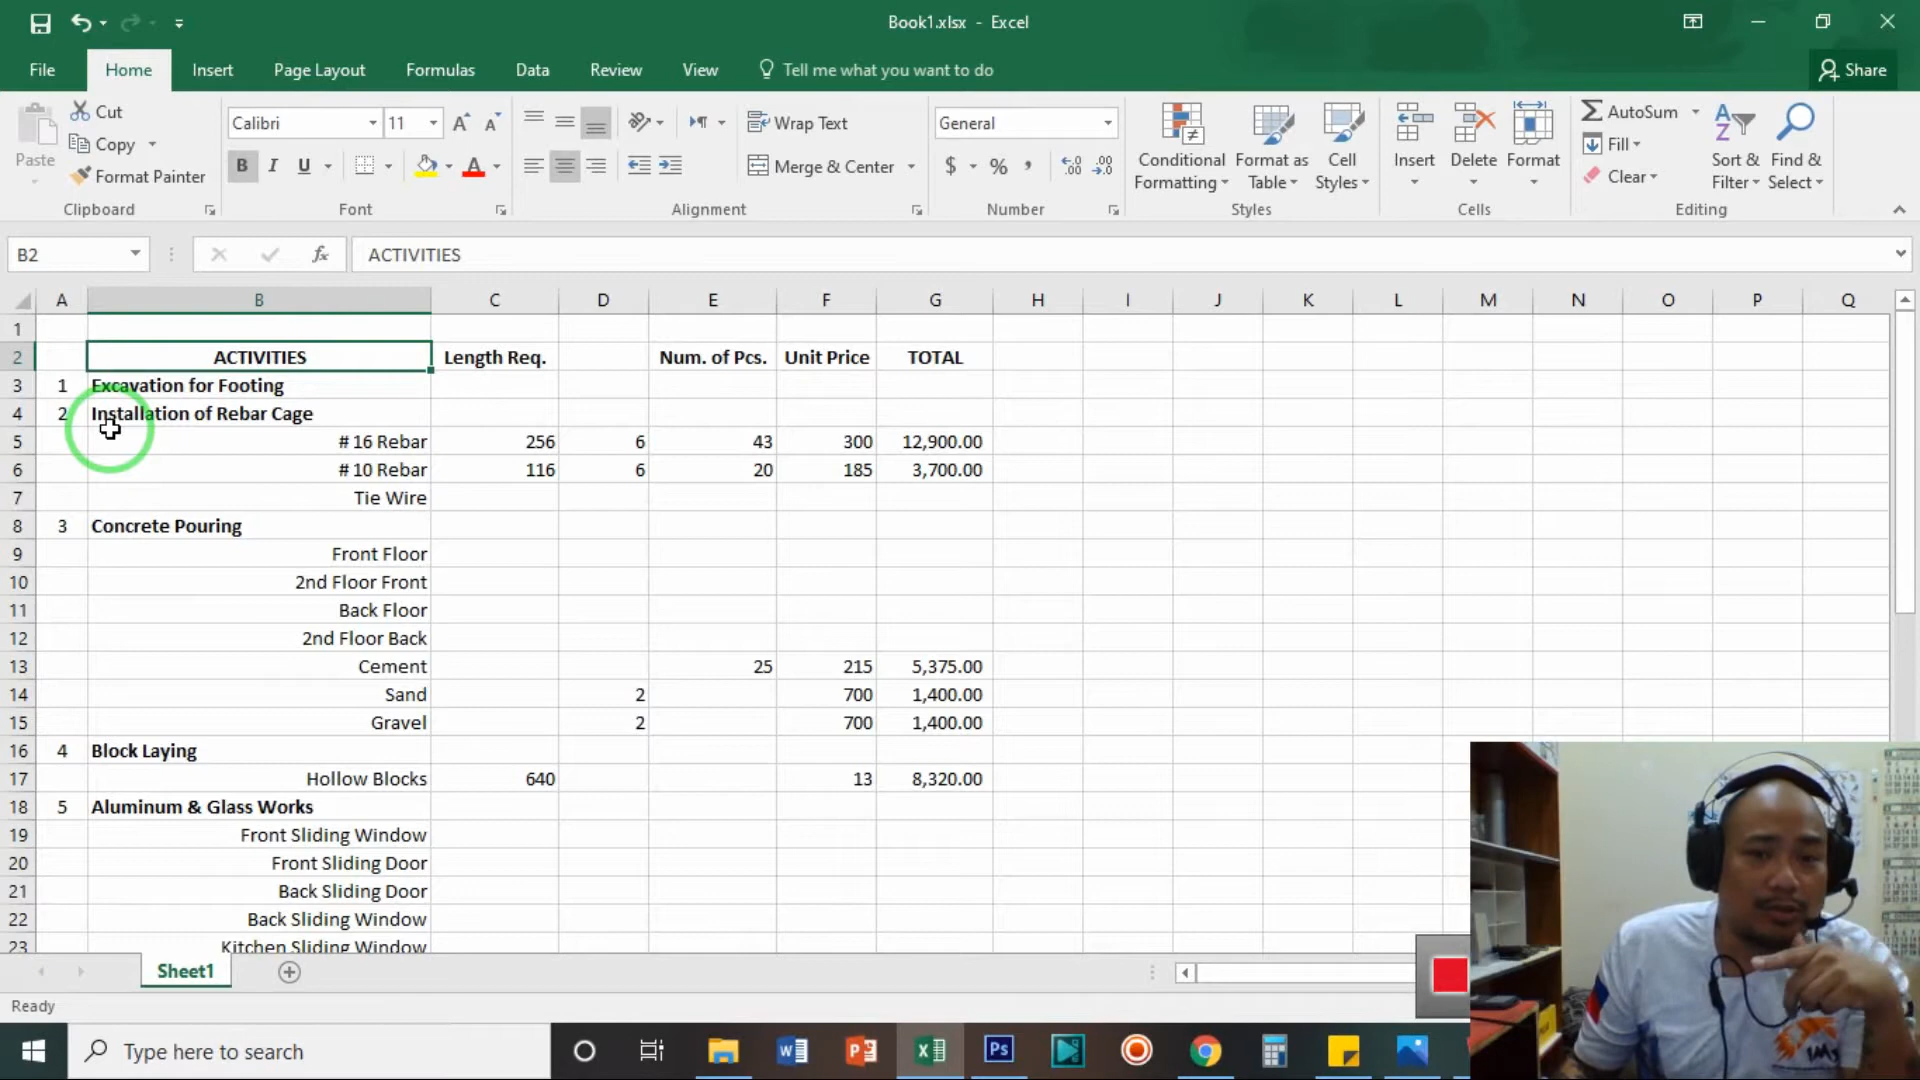 Book1.xlsx - Excel
File Home Insert Page Layout Formulas Data Review View Tell me what you want to do Share
Paste Cut Copy Format Painter Clipboard
Calibri 11 B I U A Font
Wrap Text Merge & Center Alignment
General $ % , Number
Conditional Formatting Format as Table Cell Styles Styles
Insert Delete Format Cells
AutoSum Fill Clear Sort & Filter Find & Select Editing
B2 fx ACTIVITIES
A B C D E F G H I J K L M N O P Q
1
2 ACTIVITIES Length Req. Num. of Pcs. Unit Price TOTAL
3 1 Excavation for Footing
4 2 Installation of Rebar Cage
5 # 16 Rebar 256 6 43 300 12,900.00
6 # 10 Rebar 116 6 20 185 3,700.00
7 Tie Wire
8 3 Concrete Pouring
9 Front Floor
10 2nd Floor Front
11 Back Floor
12 2nd Floor Back
13 Cement 25 215 5,375.00
14 Sand 2 700 1,400.00
15 Gravel 2 700 1,400.00
16 4 Block Laying
17 Hollow Blocks 640 13 8,320.00
18 5 Aluminum & Glass Works
19 Front Sliding Window
20 Front Sliding Door
21 Back Sliding Door
22 Back Sliding Window
23 Kitchen Sliding Window
Sheet1
Ready
Type here to search
Ps